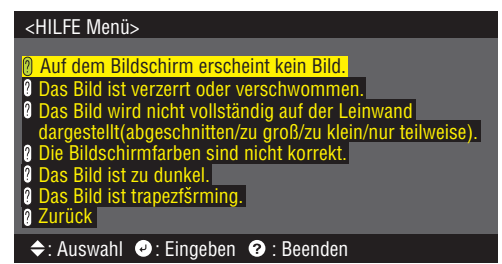 <HILFE Menü>
? Auf dem Bildschirm erscheint kein Bild.
? Das Bild ist verzerrt oder verschwommen.
? Das Bild wird nicht vollständig auf der Leinwand
dargestellt(abgeschnitten/zu groß/zu klein/nur teilweise).
? Die Bildschirmfarben sind nicht korrekt.
? Das Bild ist zu dunkel.
? Das Bild ist trapezfšrming.
? Zurück
: Auswahl : Eingeben ? : Beenden